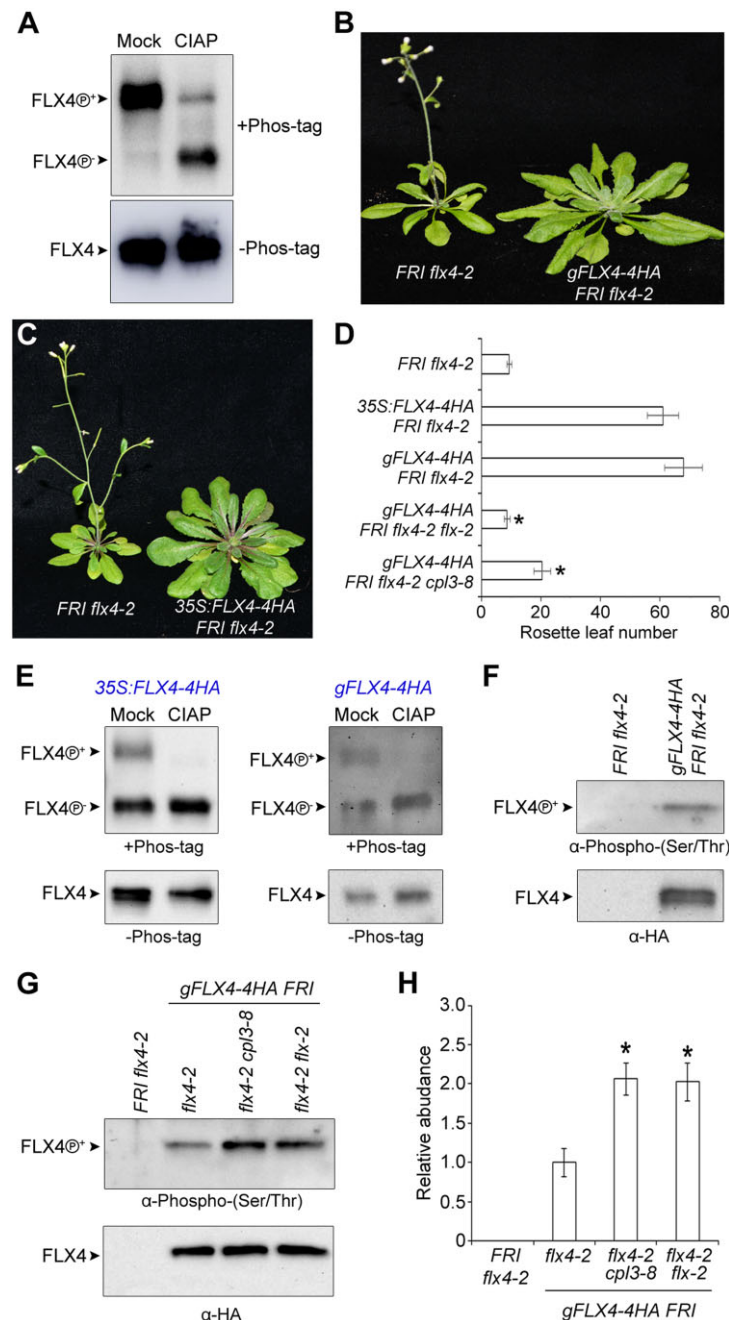 A
Mock CIAP
FLX4Ⓟ⁺
FLX4Ⓟ⁻
+Phos-tag
FLX4
-Phos-tag
B
FRI flx4-2
gFLX4-4HA
FRI flx4-2
C
FRI flx4-2
35S:FLX4-4HA
FRI flx4-2
D
FRI flx4-2
35S:FLX4-4HA
FRI flx4-2
gFLX4-4HA
FRI flx4-2
gFLX4-4HA
FRI flx4-2 flx-2
*
gFLX4-4HA
FRI flx4-2 cpl3-8
*
0 20 40 60 80
Rosette leaf number
E
35S:FLX4-4HA
Mock CIAP
FLX4Ⓟ⁺
FLX4Ⓟ⁻
+Phos-tag
FLX4
-Phos-tag
gFLX4-4HA
Mock CIAP
FLX4Ⓟ⁺
FLX4Ⓟ⁻
+Phos-tag
FLX4
-Phos-tag
F
FRI flx4-2
gFLX4-4HA
FRI flx4-2
FLX4Ⓟ⁺
α-Phospho-(Ser/Thr)
FLX4
α-HA
G
gFLX4-4HA FRI
FRI flx4-2
flx4-2
flx4-2 cpl3-8
flx4-2 flx-2
FLX4Ⓟ⁺
α-Phospho-(Ser/Thr)
FLX4
α-HA
H
Relative abudance
3.0
2.5
2.0
1.5
1.0
0.5
0
* *
FRI
flx4-2
flx4-2
flx4-2
cpl3-8
flx4-2
flx-2
gFLX4-4HA FRI